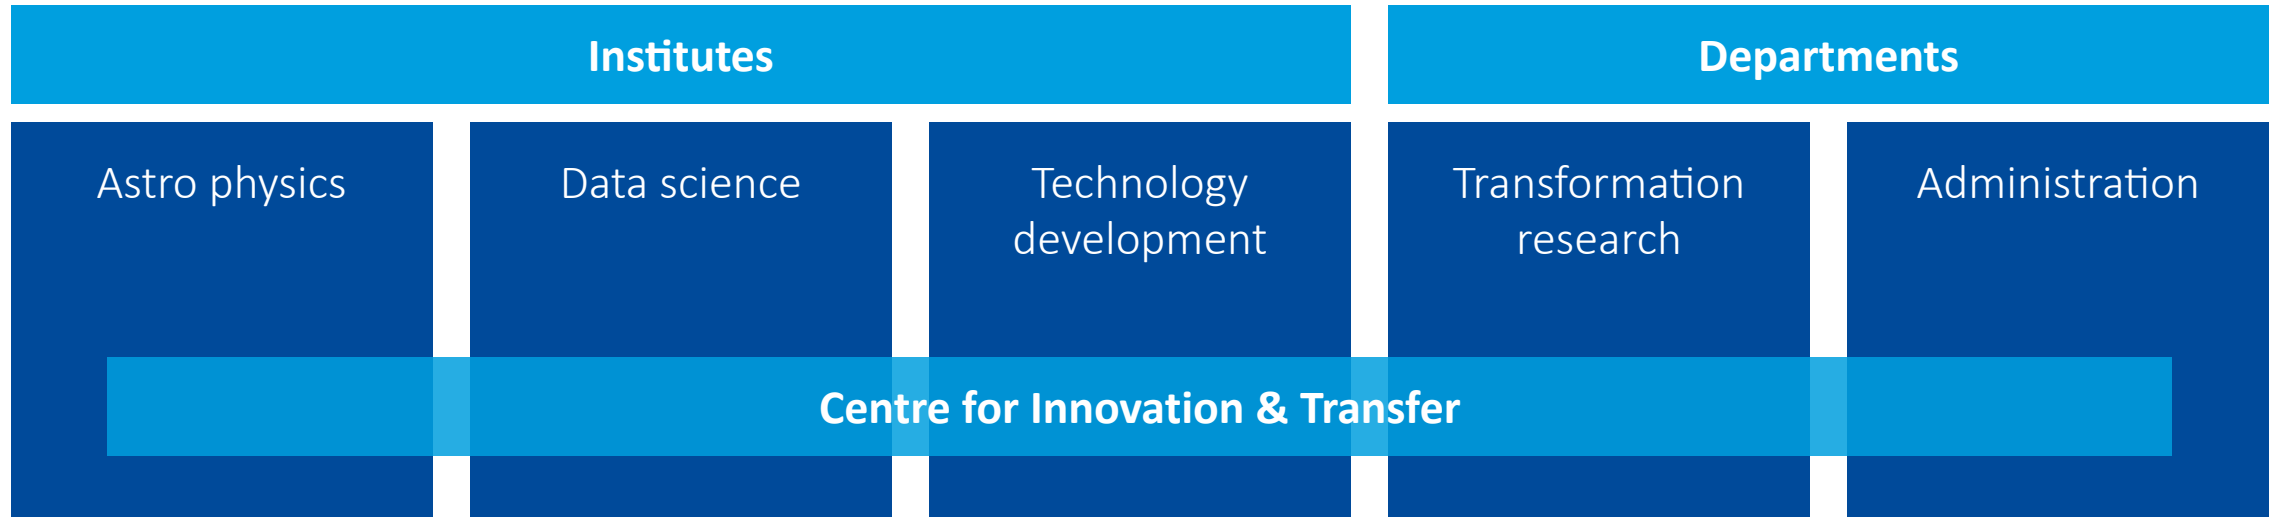 Institutes
Departments
Astro physics
Data science
Technology
development
Transformation
research
Administration
Centre for Innovation & Transfer